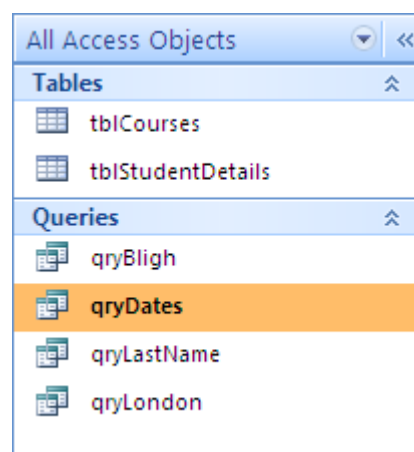 All Access Objects
Tables
tblCourses
tblStudentDetails
Queries
qryBligh
qryDates
qryLastName
qryLondon